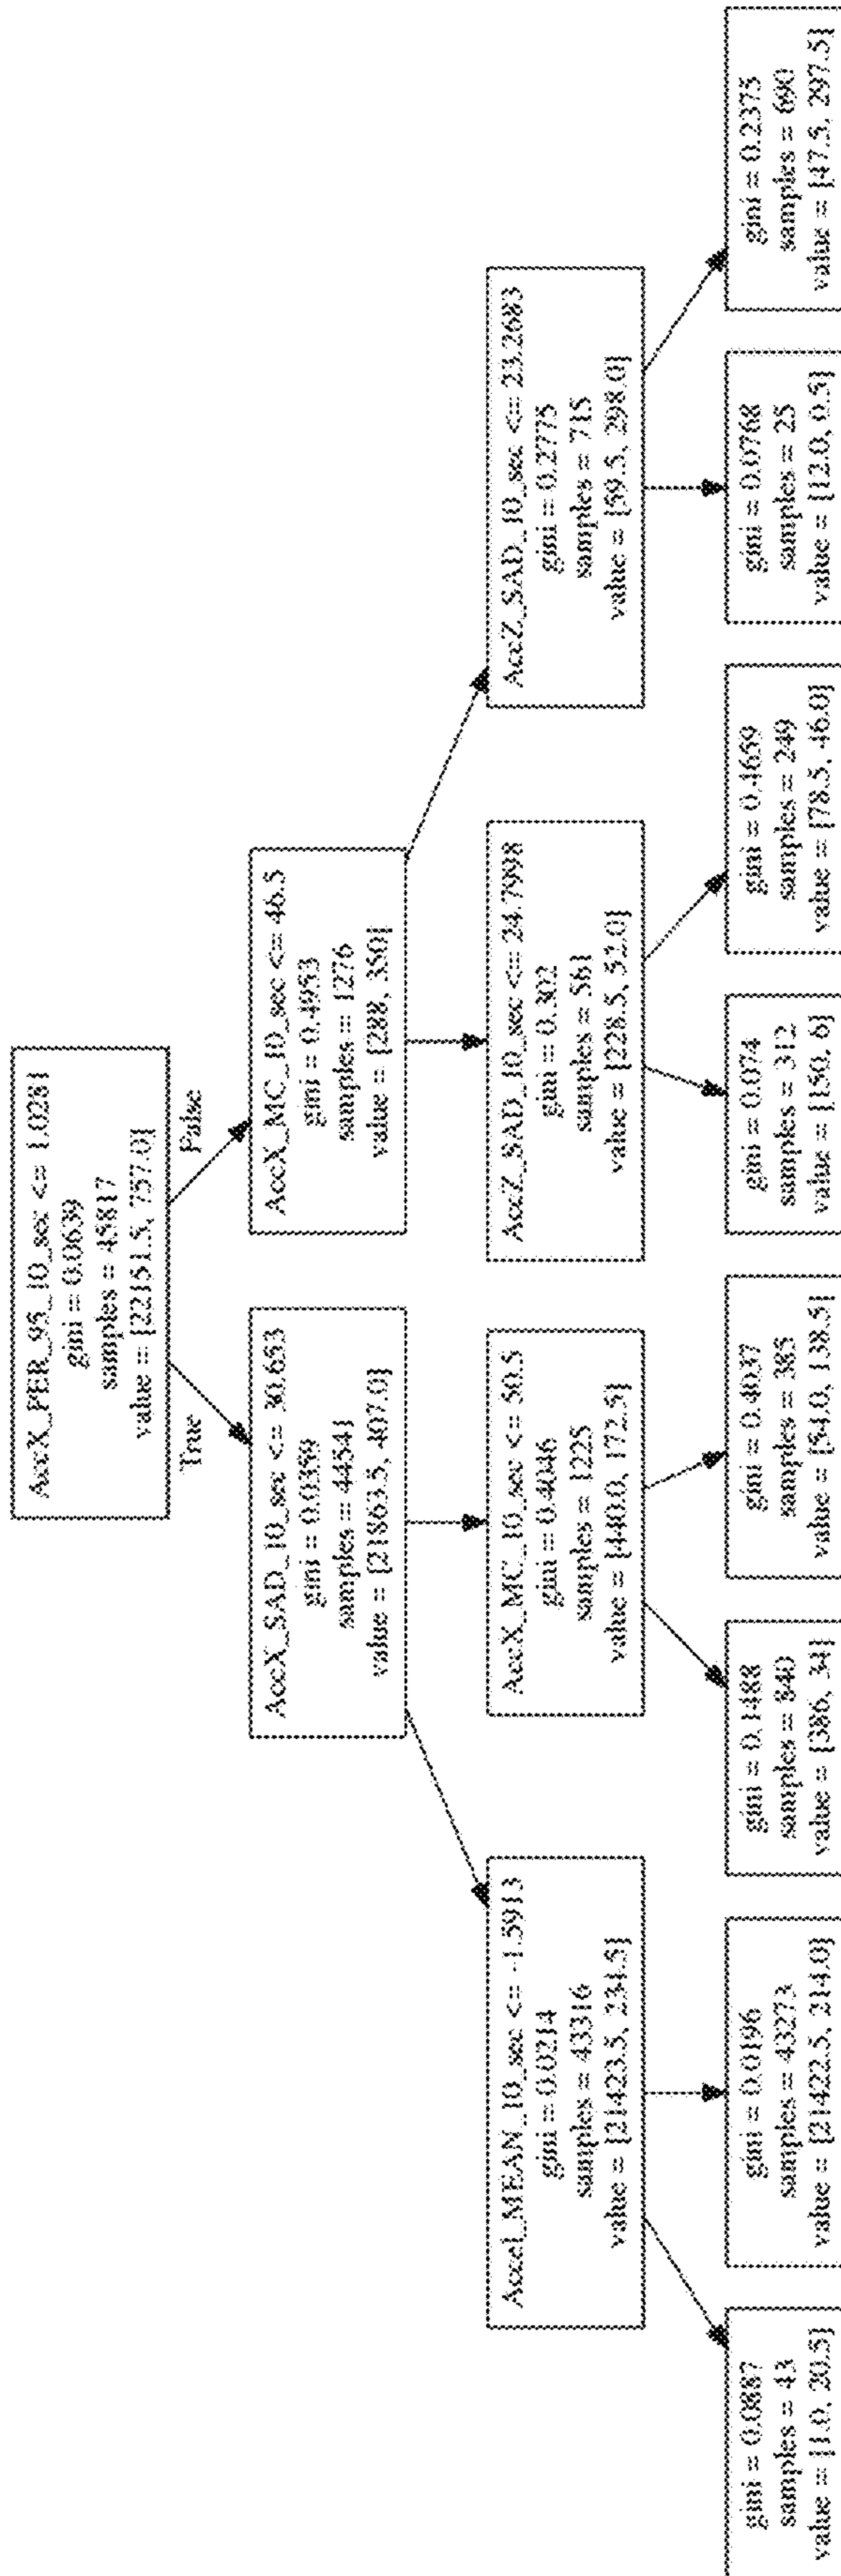 AccX_PER_95_10_sec <= 1.0281
gini = 0.0639
samples = 45817
value = [22151.5, 757.0]
True
False
AccX_SAD_10_sec <= 30.653
gini = 0.0359
samples = 44541
value = [21863.5, 407.0]
AccX_MC_10_sec <= 46.5
gini = 0.4953
samples = 1276
value = [288, 350]
Accel_MEAN_10_sec <= -1.5913
gini = 0.0214
samples = 43316
value = [21423.5, 234.5]
AccX_MC_10_sec <= 50.5
gini = 0.4046
samples = 1225
value = [440.0, 172.5]
AccZ_SAD_10_sec <= 24.7998
gini = 0.302
samples = 561
value = [228.5, 52.0]
AccZ_SAD_10_sec <= 23.2683
gini = 0.2775
samples = 715
value = [59.5, 298.0]
gini = 0.0887
samples = 43
value = [1.0, 20.5]
gini = 0.0196
samples = 43273
value = [21422.5, 214.0]
gini = 0.1488
samples = 840
value = [386, 34]
gini = 0.4037
samples = 385
value = [54.0, 138.5]
gini = 0.074
samples = 312
value = [150, 6]
gini = 0.4659
samples = 249
value = [78.5, 46.0]
gini = 0.0768
samples = 25
value = [12.0, 0.5]
gini = 0.2375
samples = 690
value = [47.5, 297.5]